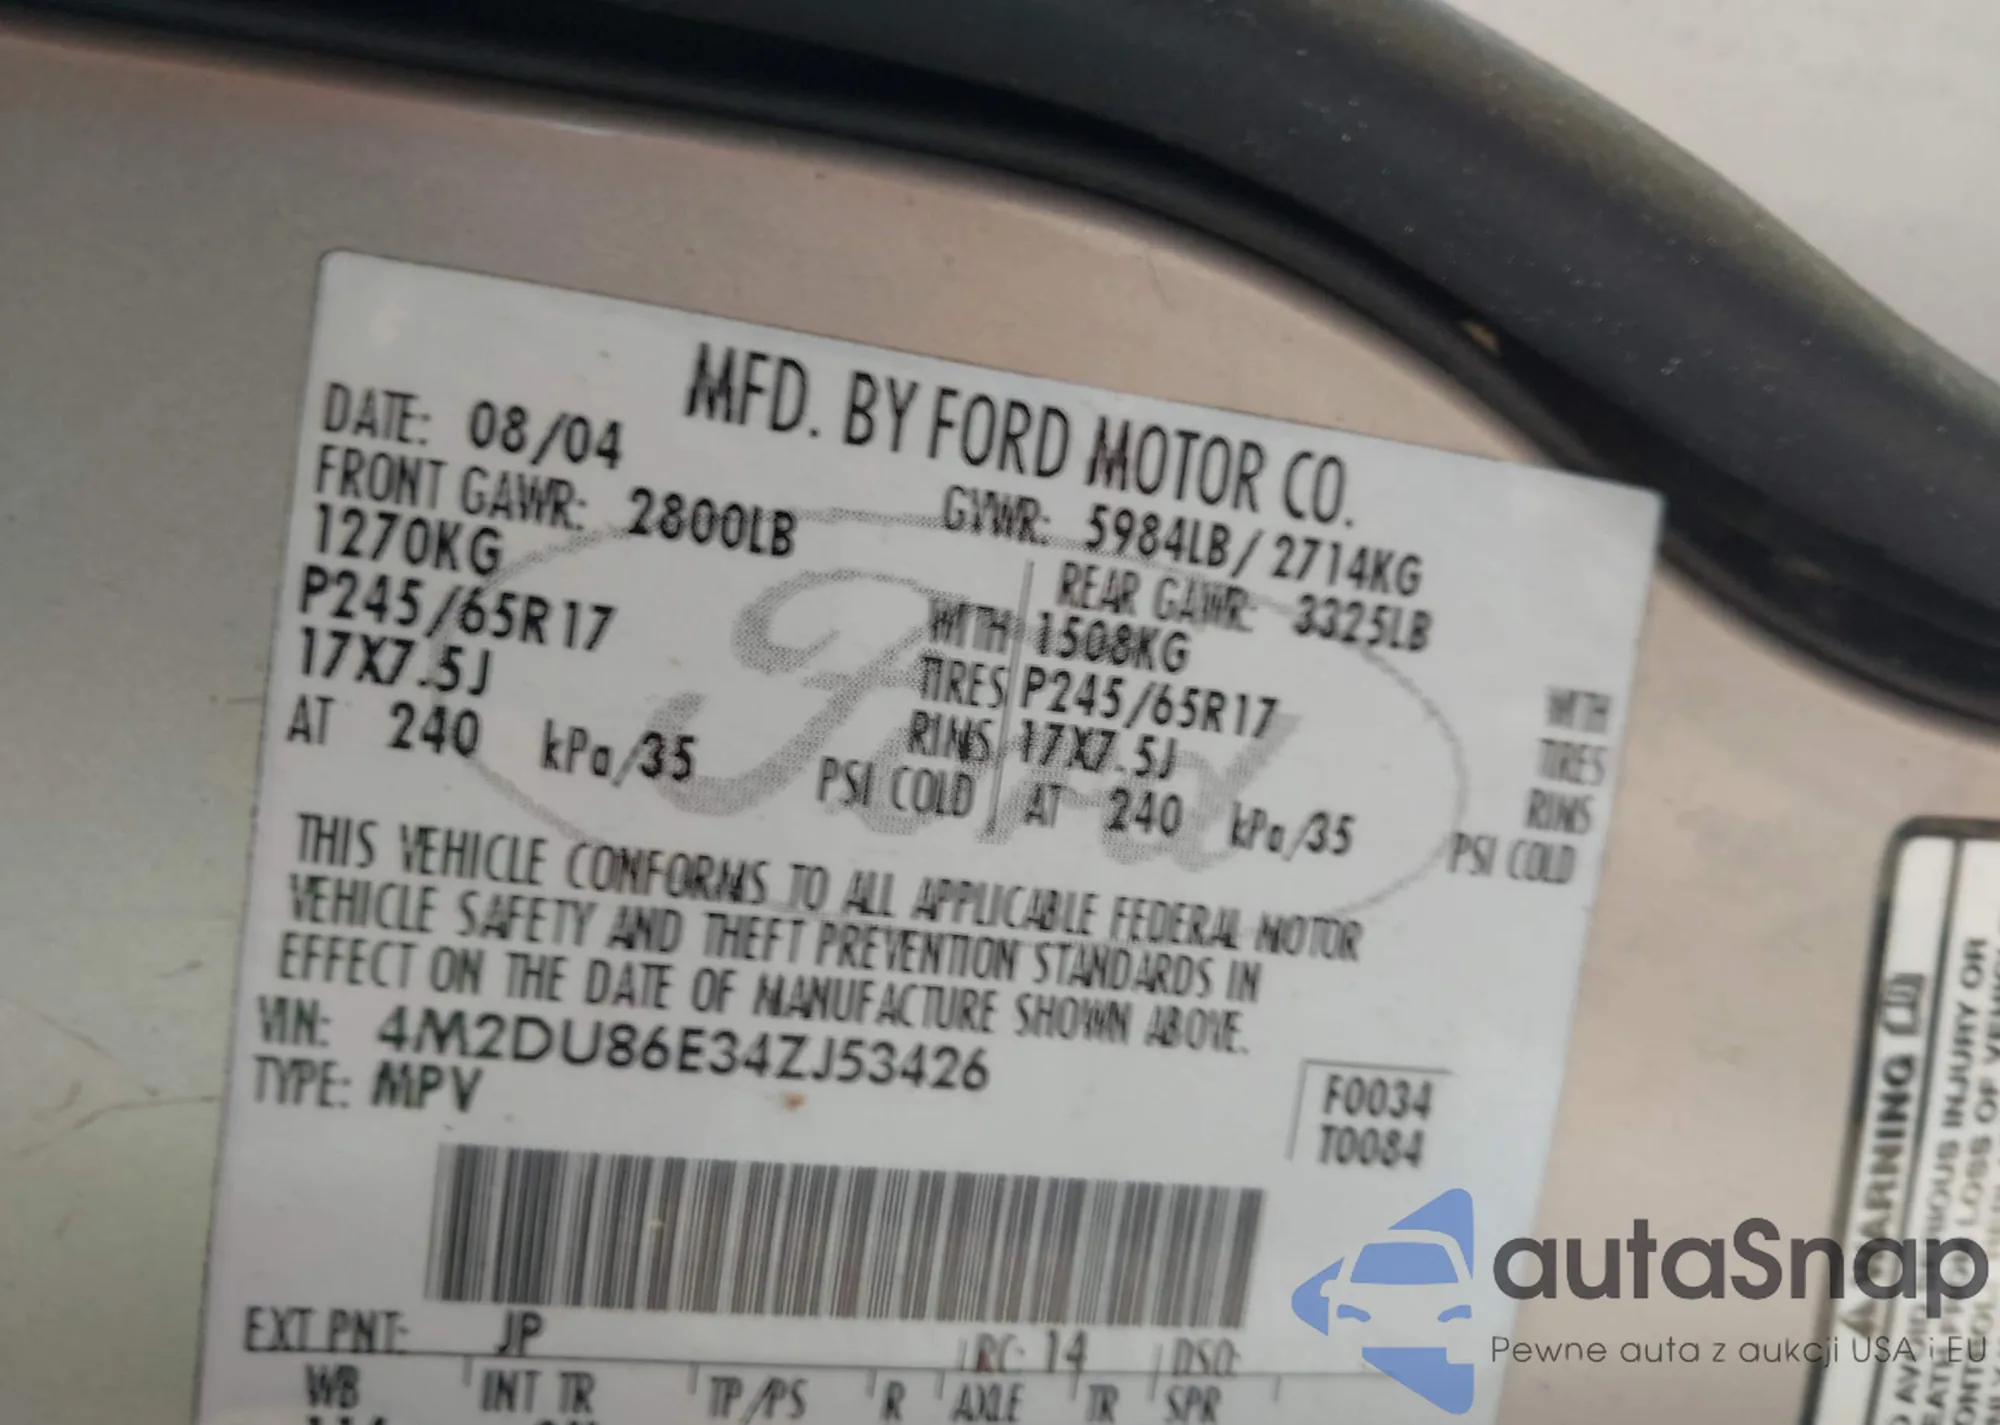 MFD. BY FORD MOTOR CO.
DATE: 08/04
GVWR: 5984LB / 2714KG
FRONT GAWR: 2800LB
REAR GAWR: 3325LB
1270KG WITH
1508KG WITH
P245/65R17 TIRES
P245/65R17 TIRES
17X7.5J RIMS
17X7.5J RIMS
AT 240 kPa/35 PSI COLD
AT 240 kPa/35 PSI COLD
Ford
THIS VEHICLE CONFORMS TO ALL APPLICABLE FEDERAL MOTOR
VEHICLE SAFETY AND THEFT PREVENTION STANDARDS IN
EFFECT ON THE DATE OF MANUFACTURE SHOWN ABOVE.
VIN: 4M2DU86E34ZJ53426
TYPE: MPV
F0034
T0084
EXT PNT: JP RC: 14 DSO:
WB INT TR TP/PS R AXLE TR SPR
WARNING
INJURY OR
LOSS OF
autaSnap
Pewne auta z aukcji USA i EU